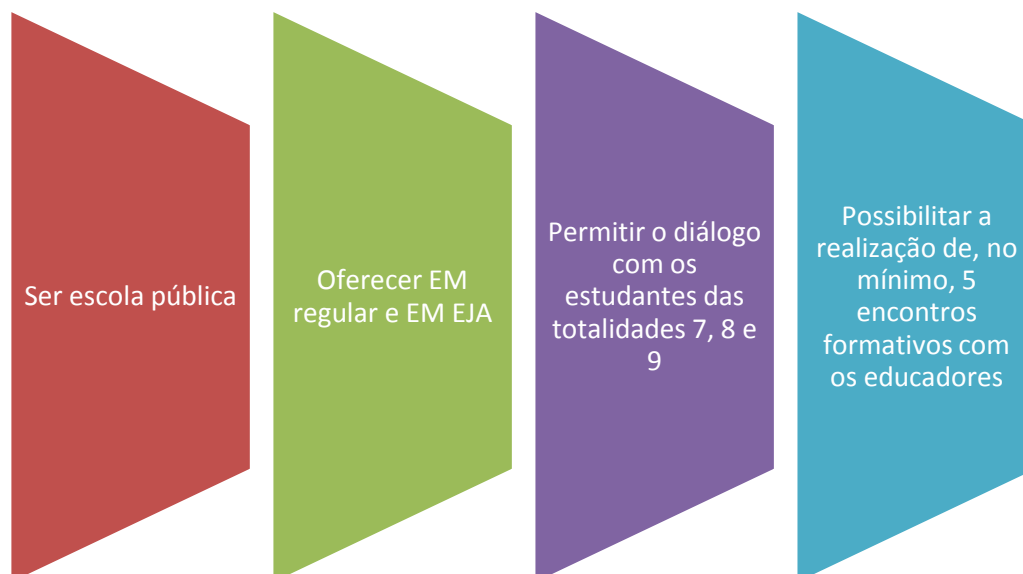 Ser escola pública
Oferecer EM
regular e EM EJA
Permitir o diálogo
com os
estudantes das
totalidades 7, 8 e
9
Possibilitar a
realização de, no
mínimo, 5
encontros
formativos com
os educadores